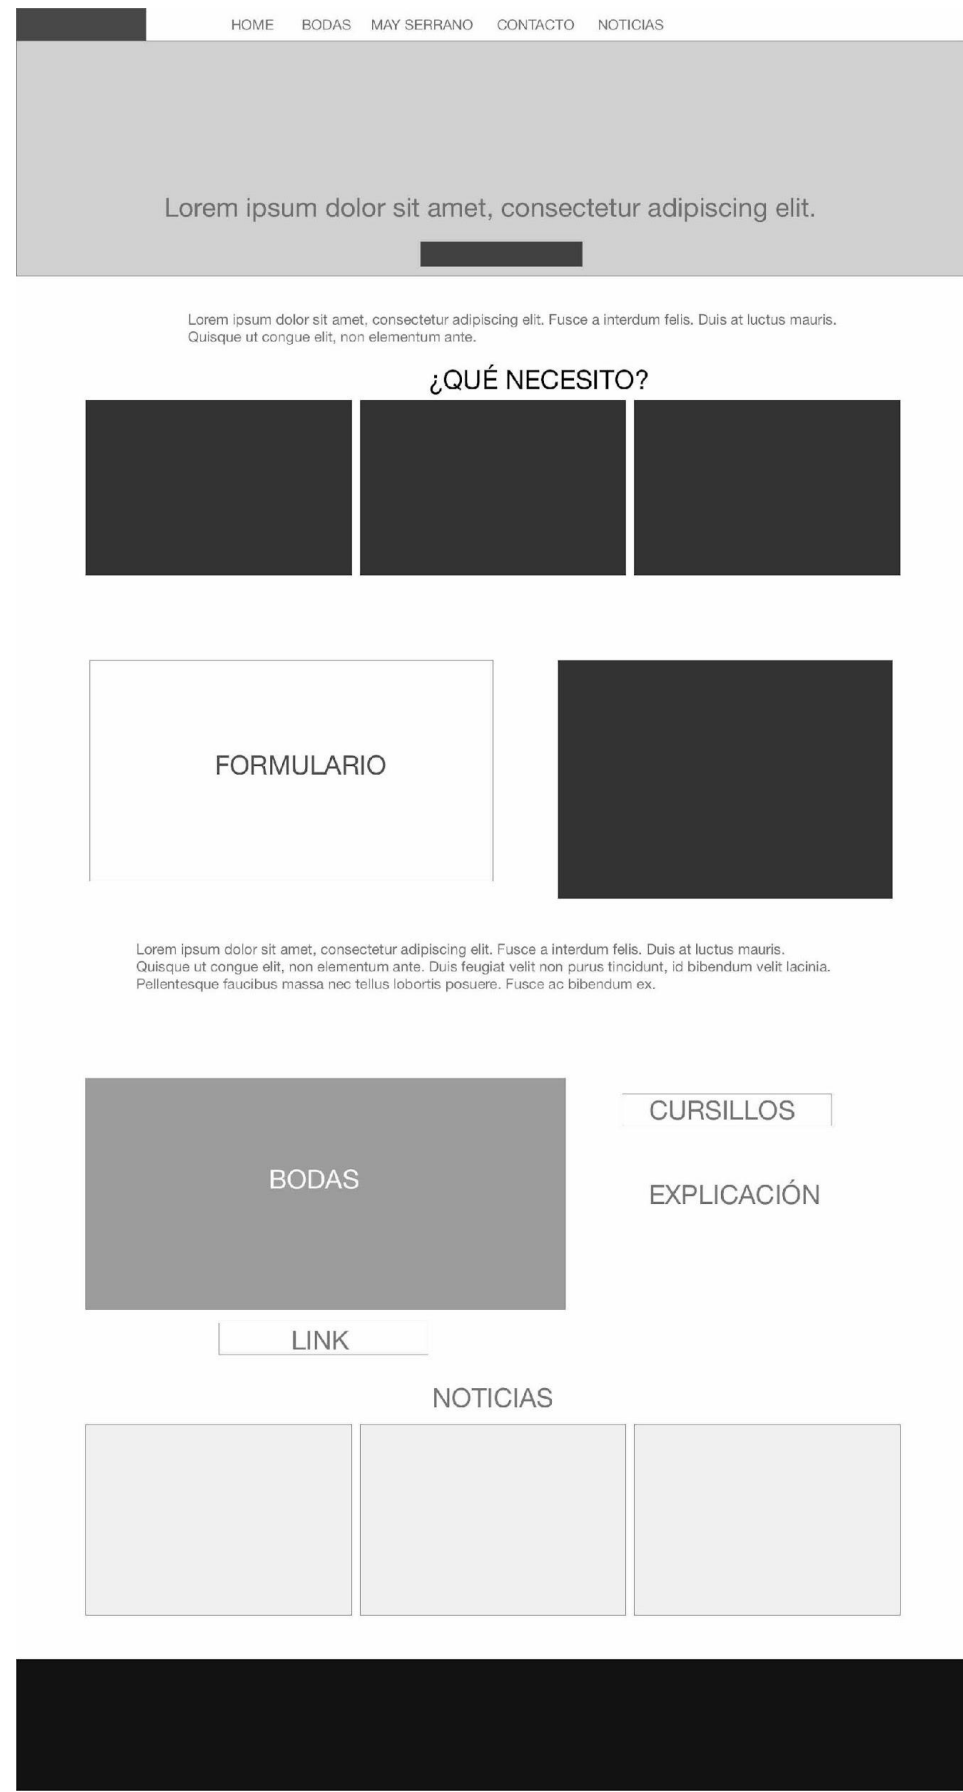 HOME BODAS MAY SERRANO CONTACTO NOTICIAS
Lorem ipsum dolor sit amet, consectetur adipiscing elit.
Lorem ipsum dolor sit amet, consectetur adipiscing elit. Fusce a interdum felis. Duis at luctus mauris.
Quisque ut congue elit, non elementum ante.
¿QUÉ NECESITO?
FORMULARIO
Lorem ipsum dolor sit amet, consectetur adipiscing elit. Fusce a interdum felis. Duis at luctus mauris.
Quisque ut congue elit, non elementum ante. Duis feugiat velit non purus tincidunt, id bibendum velit lacinia.
Pellentesque faucibus massa nec tellus lobortis posuere. Fusce ac bibendum ex.
BODAS
CURSILLOS
EXPLICACIÓN
LINK
NOTICIAS